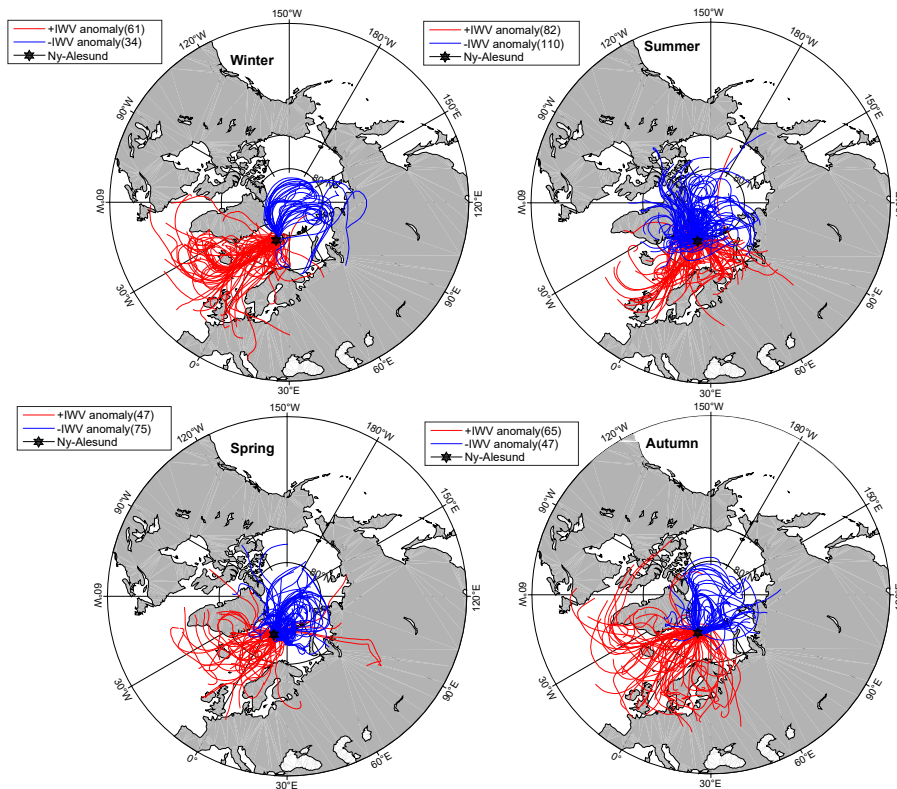 +IWV anomaly(61)
-IWV anomaly(34)
Ny-Alesund
Winter
150°W
120°W
180°W
90°W
150°E
60°W
120°E
80°N
30°W
90°E
0°
60°E
30°E
+IWV anomaly(82)
-IWV anomaly(110)
Ny-Alesund
Summer
150°W
120°W
180°W
90°W
150°E
60°W
120°E
30°W
90°E
0°
60°E
30°E
+IWV anomaly(47)
-IWV anomaly(75)
Ny-Alesund
Spring
150°W
120°W
180°W
90°W
150°E
60°W
120°E
80°N
30°W
90°E
0°
60°E
30°E
+IWV anomaly(65)
-IWV anomaly(47)
Ny-Alesund
Autumn
150°W
120°W
180°W
90°W
150°E
60°W
80°N
30°W
90°E
0°
60°E
30°E